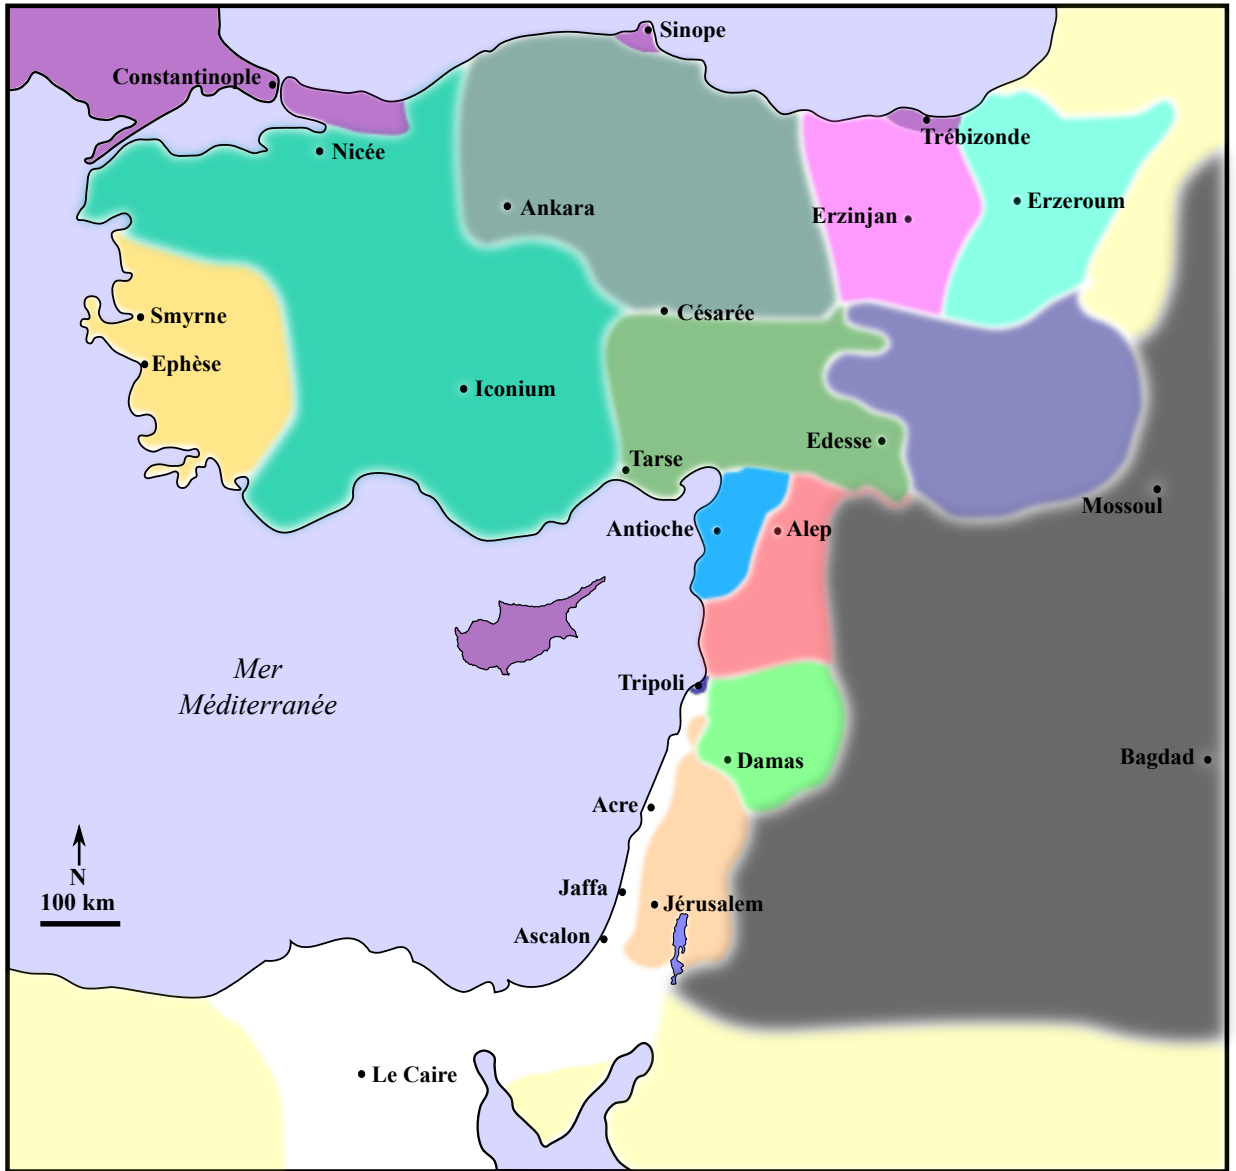 Sinope
Constantinople
Trébizonde
Nicée
Ankara
Erzinjan
Erzeroum
Smyrne
Césarée
Ephèse
Iconium
Edesse
Tarse
Mossoul
Antioche
Alep
Mer
Méditerranée
Tripoli
Damas
Bagdad
Acre
N
100 km
Jaffa
Jérusalem
Ascalon
Le Caire